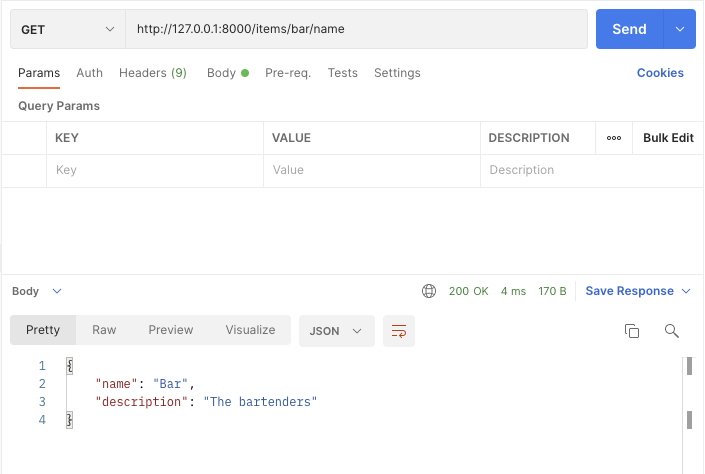 GET http://127.0.0.1:8000/items/bar/name Send
Params Auth Headers (9) Body Pre-req. Tests Settings Cookies
Query Params
KEY VALUE DESCRIPTION ooo Bulk Edit
Key Value Description
Body 200 OK 4 ms 170 B Save Response
Pretty Raw Preview Visualize JSON
1 {
2 "name": "Bar",
3 "description": "The bartenders"
4 }